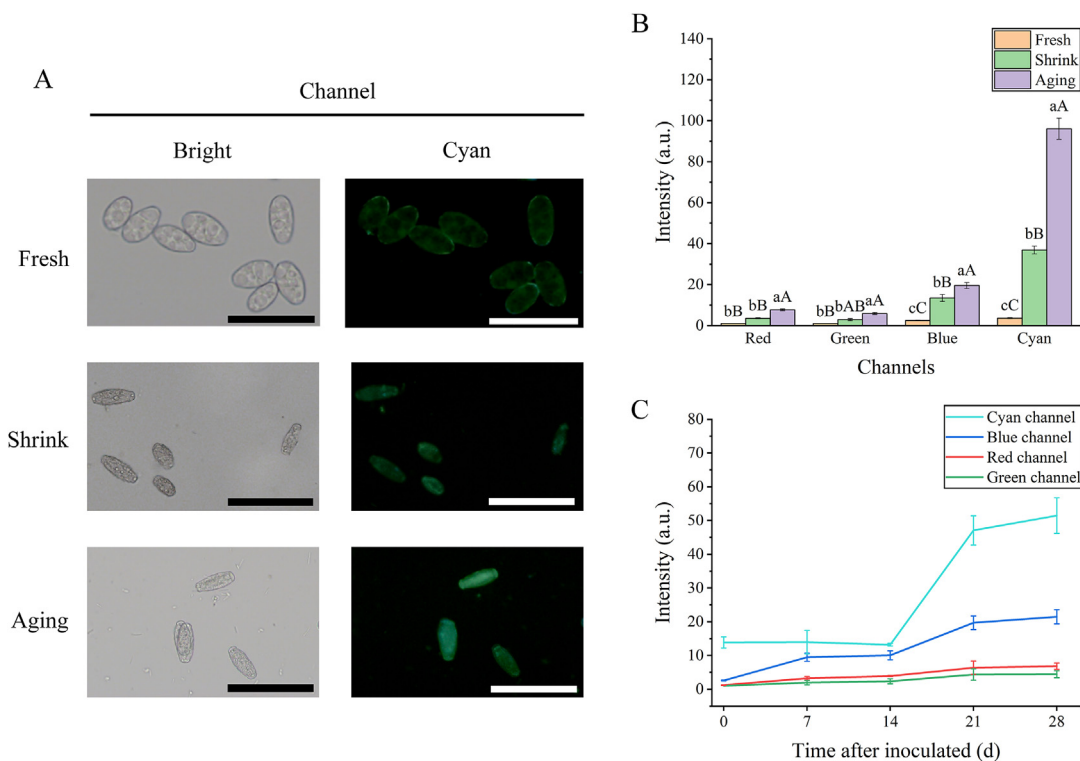 A
Channel
Bright
Cyan
Fresh
Shrink
Aging
B
Intensity (a.u.)
140
120
100
80
60
40
20
0
Fresh
Shrink
Aging
bB bB aA
bB bAB aA
cC bB aA
cC bB aA
Red Green Blue Cyan
Channels
C
Intensity (a.u.)
80
70
60
50
40
30
20
10
0
Cyan channel
Blue channel
Red channel
Green channel
0 7 14 21 28
Time after inoculated (d)